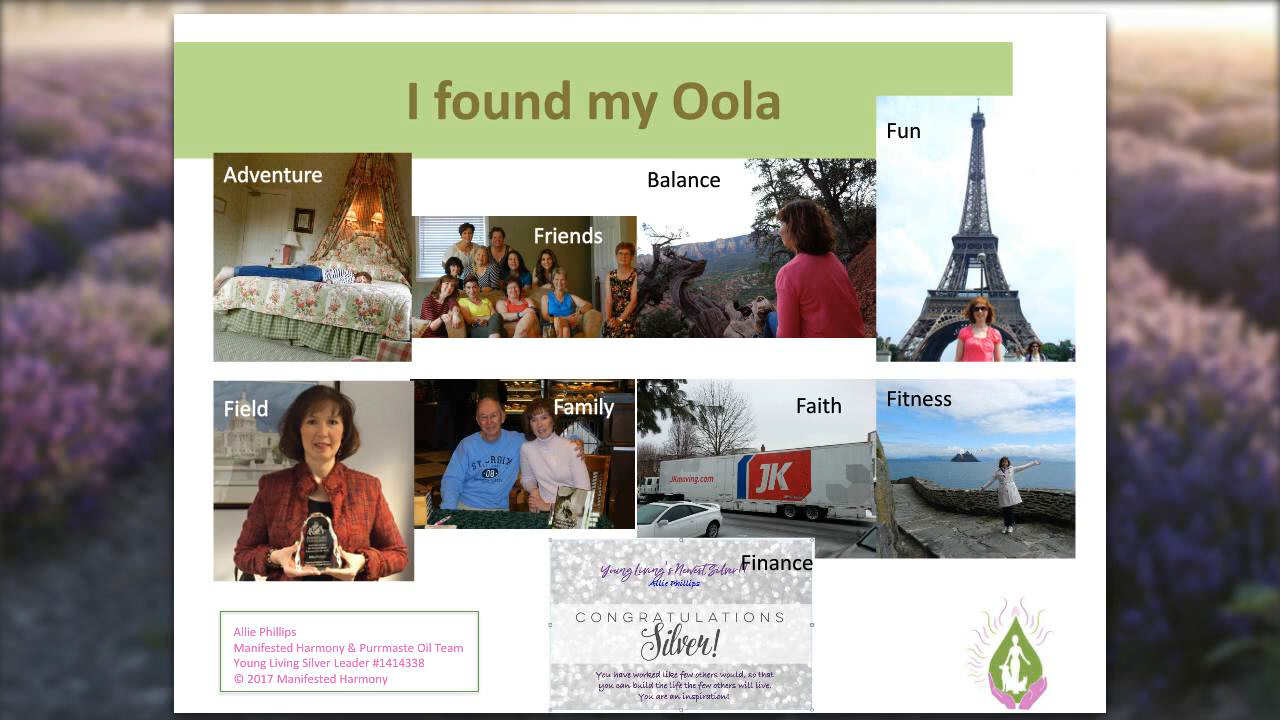 I found my Oola
Adventure
Friends
Balance
Fun
Field
Family
ST. CROIX
Faith
JKmoving.com
JK
Fitness
Finance
Young Living's Newest Silver!!
Allie Phillips
CONGRATULATIONS
Silver!
You have worked like few others would, so that
you can build the life the few others will live.
You are an inspiration!
Allie Phillips
Manifested Harmony & Purrmaste Oil Team
Young Living Silver Leader #1414338
© 2017 Manifested Harmony